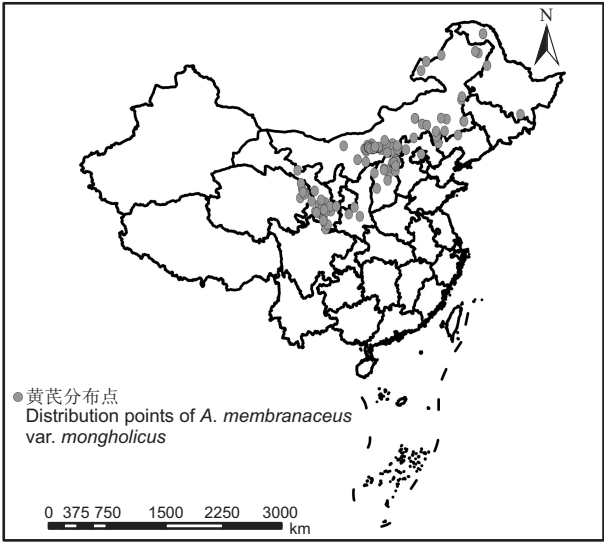 N
黄芪分布点
Distribution points of A. membranaceus
var. mongholicus
0 375 750 1500 2250 3000
km